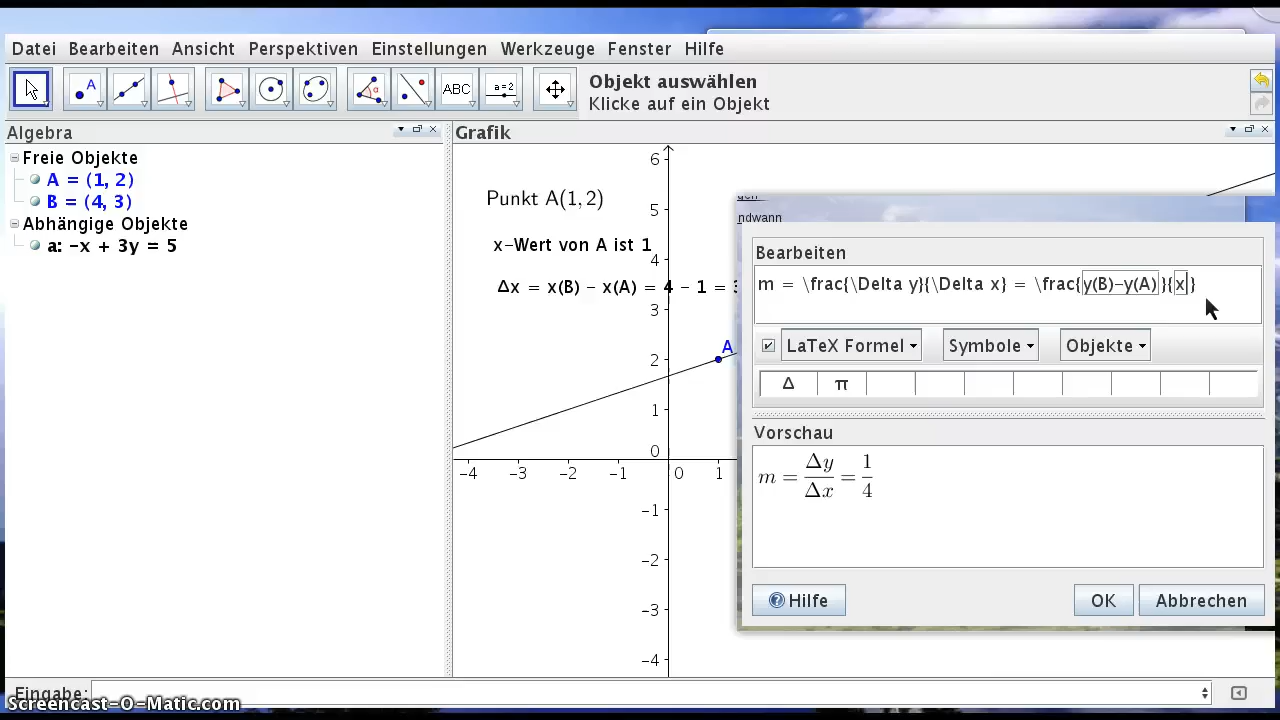 Datei Bearbeiten Ansicht Perspektiven Einstellungen Werkzeuge Fenster Hilfe
A
α
ABC
a=2
Objekt auswählen
Klicke auf ein Objekt
Algebra
Grafik
Freie Objekte
A = (1, 2)
B = (4, 3)
Abhängige Objekte
a: -x + 3y = 5
6
5
4
3
2
1
0
-1
-2
-3
-4
-4 -3 -2 -1 0 1
Punkt A(1, 2)
x-Wert von A ist 1
Δx = x(B) - x(A) = 4 - 1 = 3
A
ndwann
Bearbeiten
m = \frac{\Delta y}{\Delta x} = \frac{y(B)-y(A)}{x}
LaTeX Formel
Symbole
Objekte
Δ π
Vorschau
m = Δy/Δx = 1/4
Hilfe
OK
Abbrechen
Eingabe:
Screencast-O-Matic.com